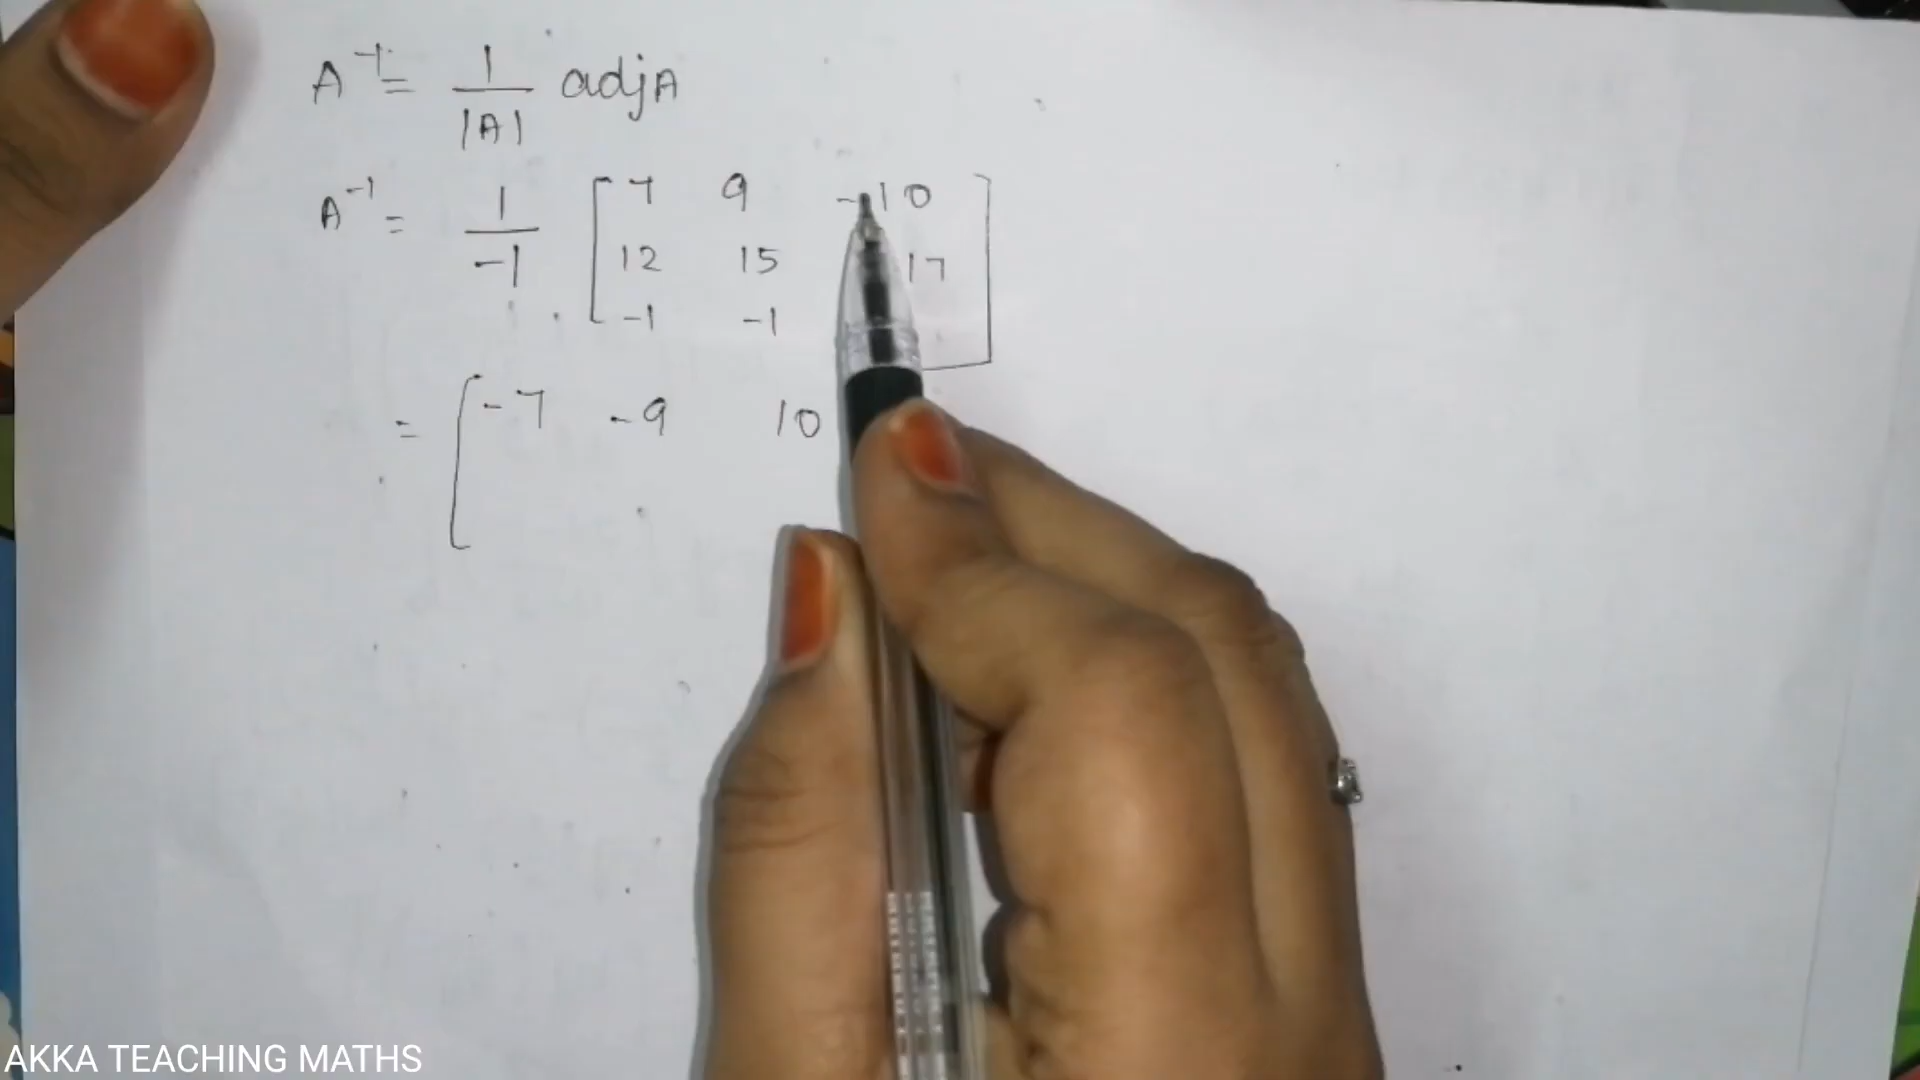 A⁻¹ = 1/|A| adjA
A⁻¹ = 1/-1 [ 7 9 -10
12 15 17
-1 -1 ]
= [ -7 -9 10
AKKA TEACHING MATHS